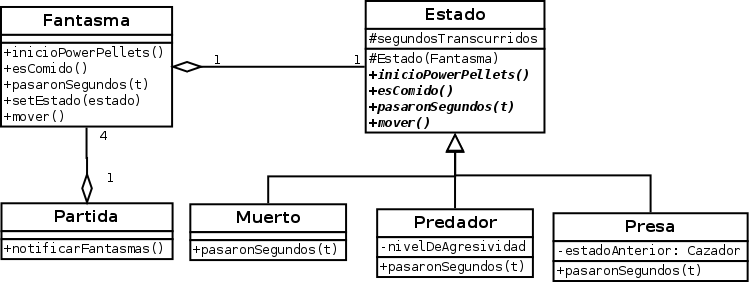 Fantasma
+inicioPowerPellets()
+esComido()
+pasaronSegundos(t)
+setEstado(estado)
+mover()
1
1
Estado
#segundosTranscurridos
#Estado(Fantasma)
+inicioPowerPellets()
+esComido()
+pasaronSegundos(t)
+mover()
4
1
Partida
+notificarFantasmas()
Muerto
+pasaronSegundos(t)
Predador
-nivelDeAgresividad
+pasaronSegundos(t)
Presa
-estadoAnterior: Cazador
+pasaronSegundos(t)